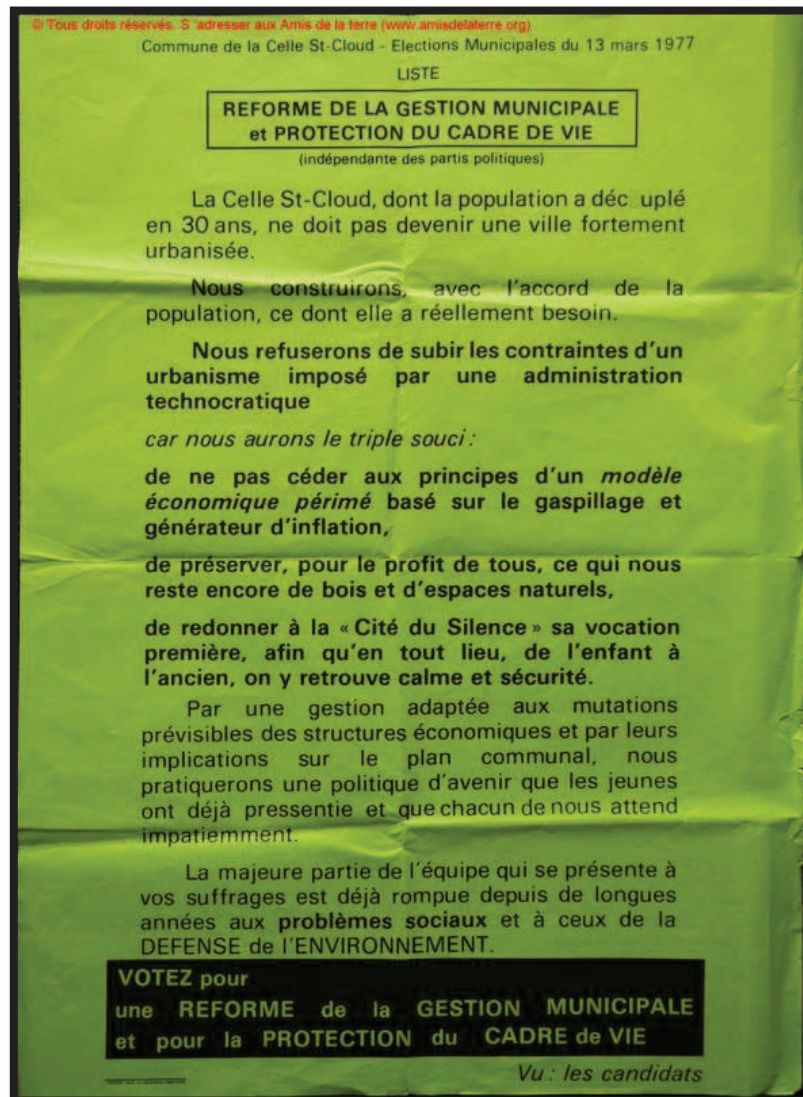 © Tous droits réservés. S 'adresser aux Amis de la terre (www.amisdelaterre.org)
Commune de la Celle St-Cloud - Elections Municipales du 13 mars 1977
LISTE
REFORME DE LA GESTION MUNICIPALE
et PROTECTION DU CADRE DE VIE
(indépendante des partis politiques)
La Celle St-Cloud, dont la population a déc uplé
en 30 ans, ne doit pas devenir une ville fortement
urbanisée.
Nous construirons, avec l'accord de la
population, ce dont elle a réellement besoin.
Nous refuserons de subir les contraintes d'un
urbanisme imposé par une administration
technocratique
car nous aurons le triple souci :
de ne pas céder aux principes d'un modèle
économique périmé basé sur le gaspillage et
générateur d'inflation,
de préserver, pour le profit de tous, ce qui nous
reste encore de bois et d'espaces naturels,
de redonner à la « Cité du Silence » sa vocation
première, afin qu'en tout lieu, de l'enfant à
l'ancien, on y retrouve calme et sécurité.
Par une gestion adaptée aux mutations
prévisibles des structures économiques et par leurs
implications sur le plan communal, nous
pratiquerons une politique d'avenir que les jeunes
ont déjà pressentie et que chacun de nous attend
impatiemment.
La majeure partie de l'équipe qui se présente à
vos suffrages est déjà rompue depuis de longues
années aux problèmes sociaux et à ceux de la
DEFENSE de l'ENVIRONNEMENT.
VOTEZ pour
une REFORME de la GESTION MUNICIPALE
et pour la PROTECTION du CADRE de VIE
Vu : les candidats